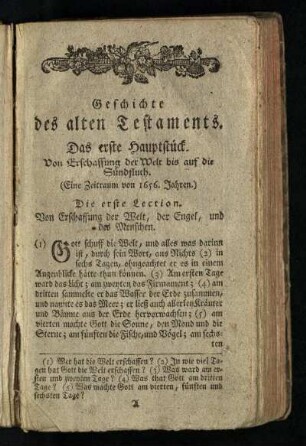 Geschichte
des alten Testaments.
Das erste Hauptstück.
Von Erschaffung der Welt bis auf die
Sündfluth.
(Eine Zeitraum von 1656. Jahren.)
Die erste Lection.
Von Erschaffung der Welt, der Engel, und
des Menschen.
(1) Gott schuff die Welt, und alles was darinn
ist, durch sein Wort, aus Nichts (2) in
sechs Tagen, ohngeachtet er es in einem
Augenblicke hätte thun können. (3) Am ersten Tage
ward das Licht; am zweyten das Firmament; (4) am
dritten sammelte er das Wasser der Erde zusammen,
und nannte es das Meer; er ließ auch allerley Kräuter
und Bäume aus der Erde hervorwachsen; (5) am
vierten machte Gott die Sonne, den Mond und die
Sterne; am fünften die Fische, und Vögel; am sechs-
ten
(1) Wer hat die Welt erschaffen? (2) In wie viel Ta-
gen hat Gott die Welt erschaffen? (3) Was ward am er-
sten und zweyten Tage? (4) Was that Gott am dritten
Tage? (5) Was machte Gott am vierten, fünften und
sechsten Tage?
A